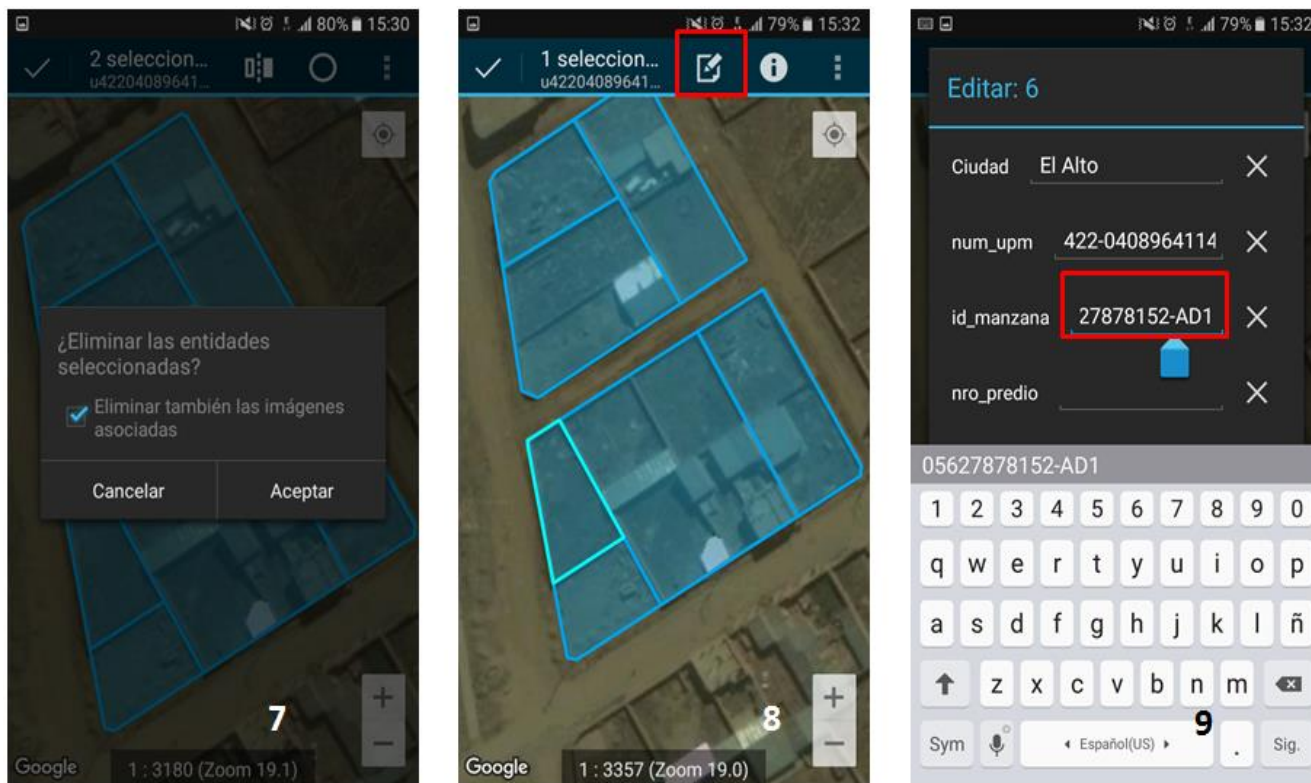 80% 15:30
2 seleccion...
u42204089641...
¿Eliminar las entidades
seleccionadas?
Eliminar también las imágenes
asociadas
Cancelar Aceptar
+
7
−
Google
1 : 3180 (Zoom 19.1)
79% 15:32
1 seleccion...
u42204089641...
+
8
−
Google
1 : 3357 (Zoom 19.0)
79% 15:32
Editar: 6
Ciudad El Alto
num_upm 422-0408964114
id_manzana 27878152-AD1
nro_predio
05627878152-AD1
1 2 3 4 5 6 7 8 9 0
q w e r t y u i o p
a s d f g h j k l ñ
z x c v b n m
9
Sym Español(US) . Sig.